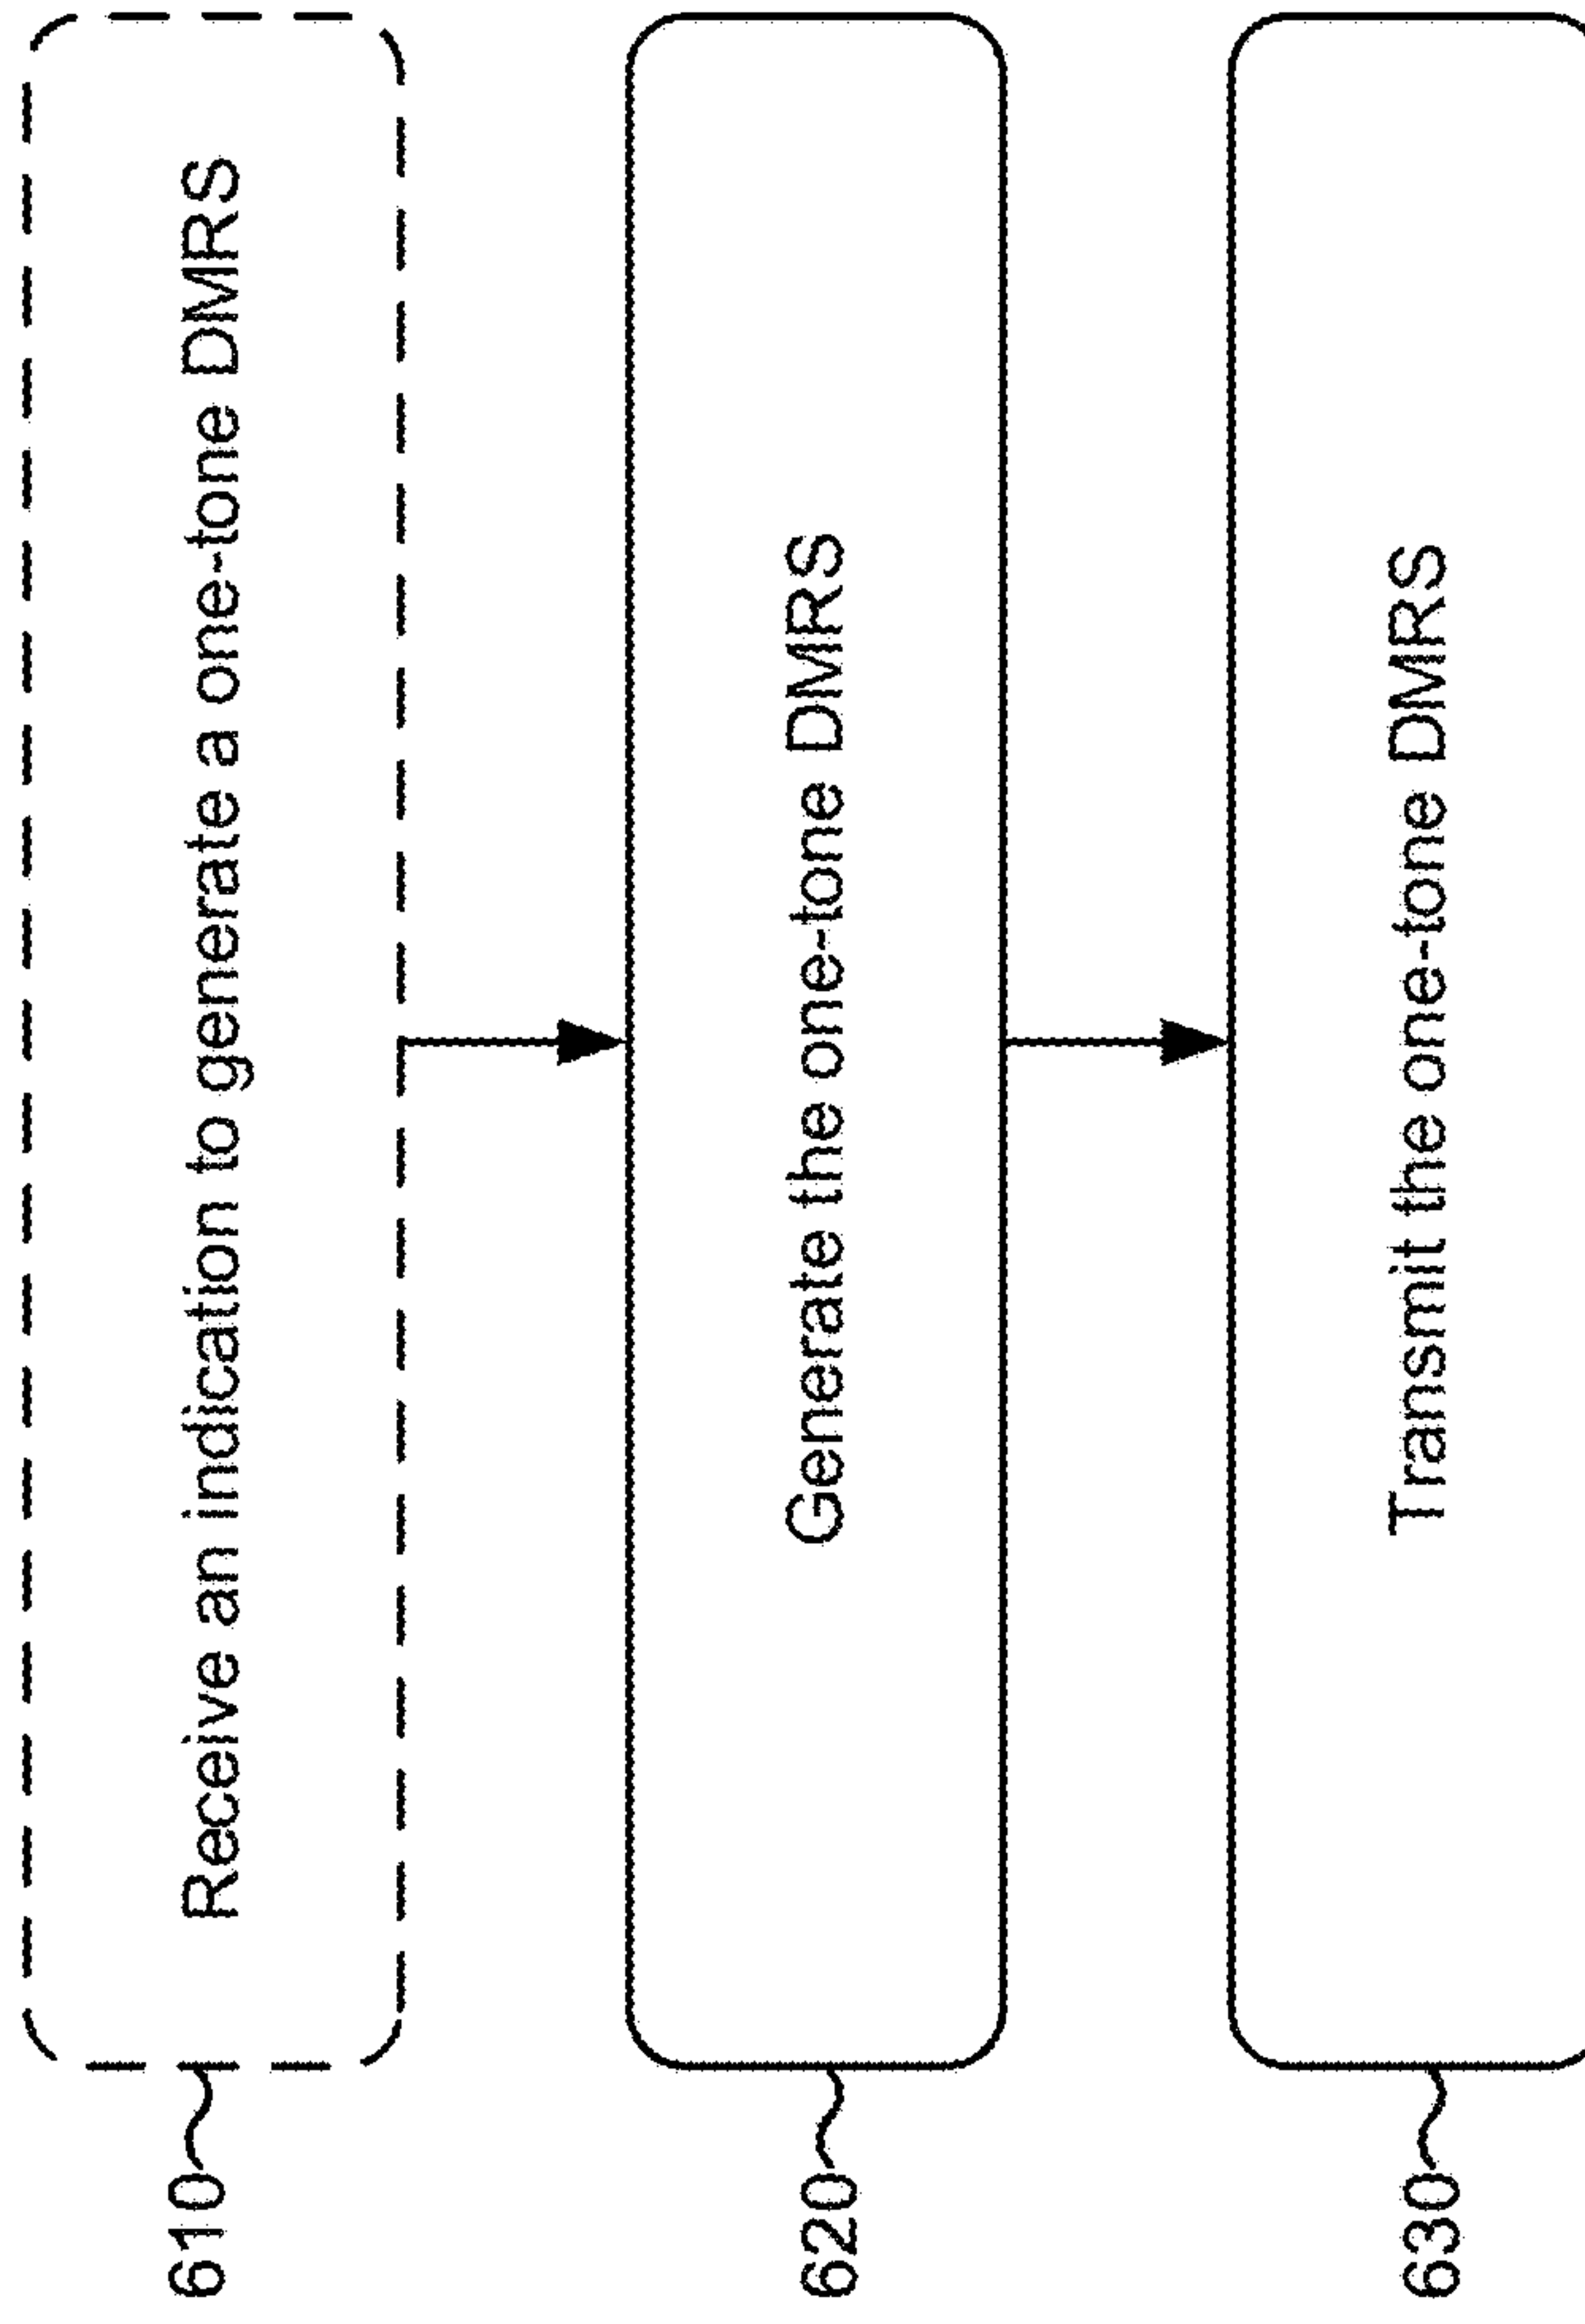 610
Receive an indication to generate a one-tone DMRS
620
Generate the one-tone DMRS
630
Transmit the one-tone DMRS